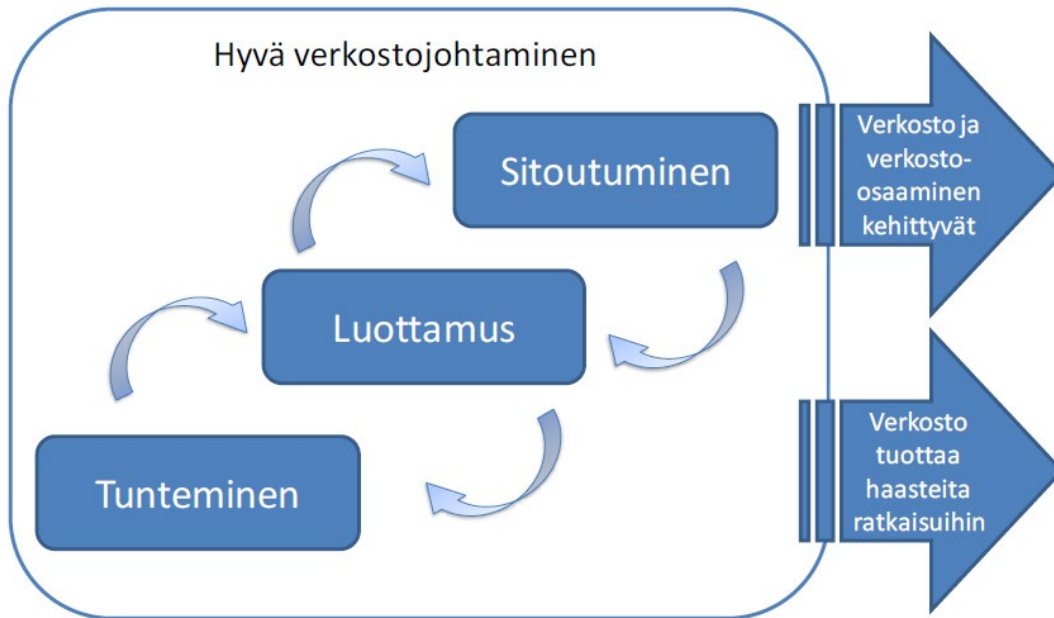 Hyvä verkostojohtaminen
Sitoutuminen
Luottamus
Tunteminen
Verkosto ja
verkosto-
osaaminen
kehittyvät
Verkosto
tuottaa
haasteita
ratkaisuihin